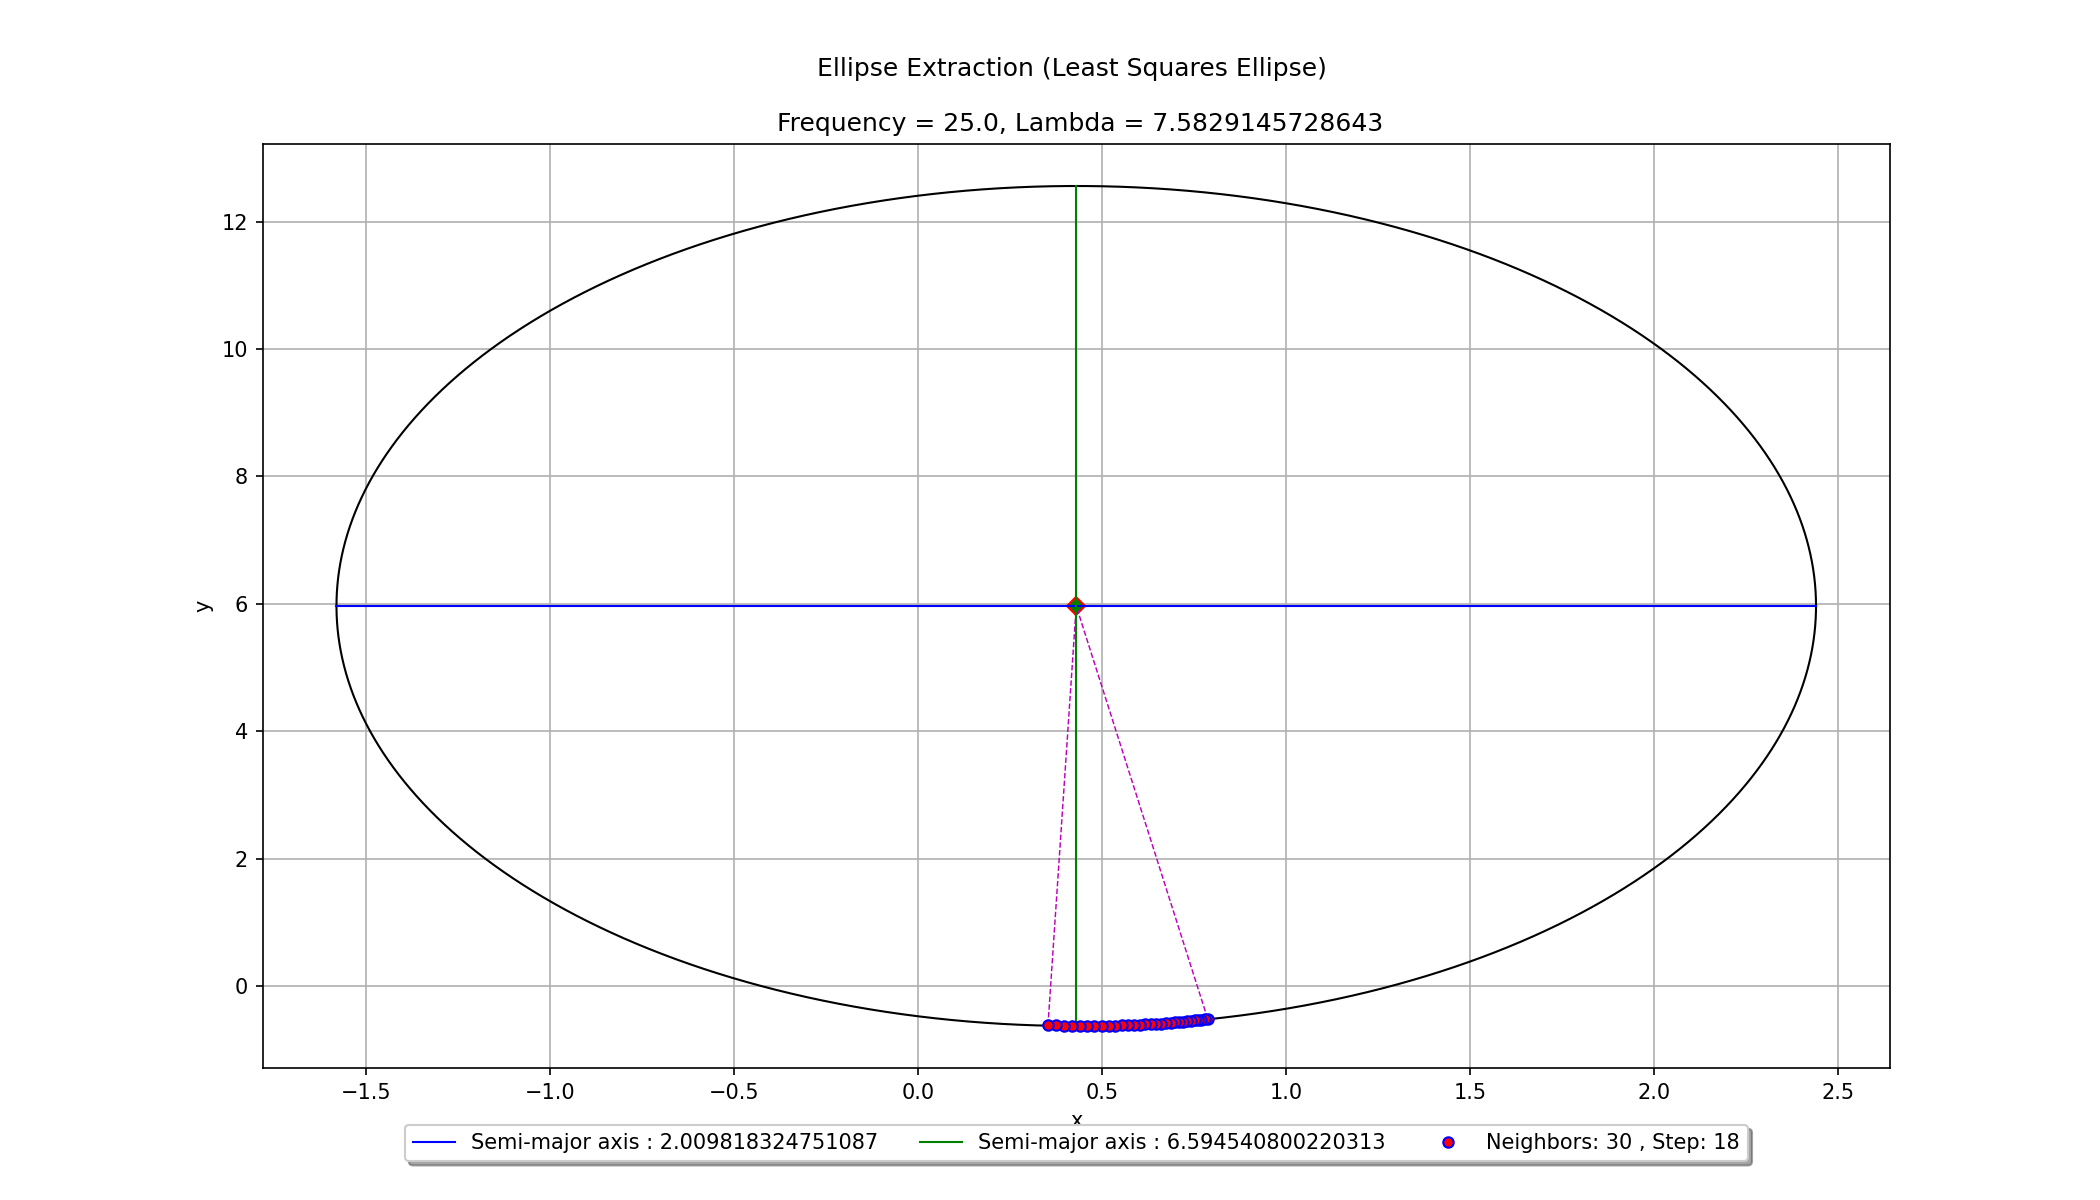 Ellipse Extraction (Least Squares Ellipse)
Frequency = 25.0, Lambda = 7.5829145728643
12
10
8
6
4
2
0
y
−1.5 −1.0 −0.5 0.0 0.5 1.0 1.5 2.0 2.5
x
Semi-major axis : 2.009818324751087 Semi-major axis : 6.594540800220313 Neighbors: 30 , Step: 18